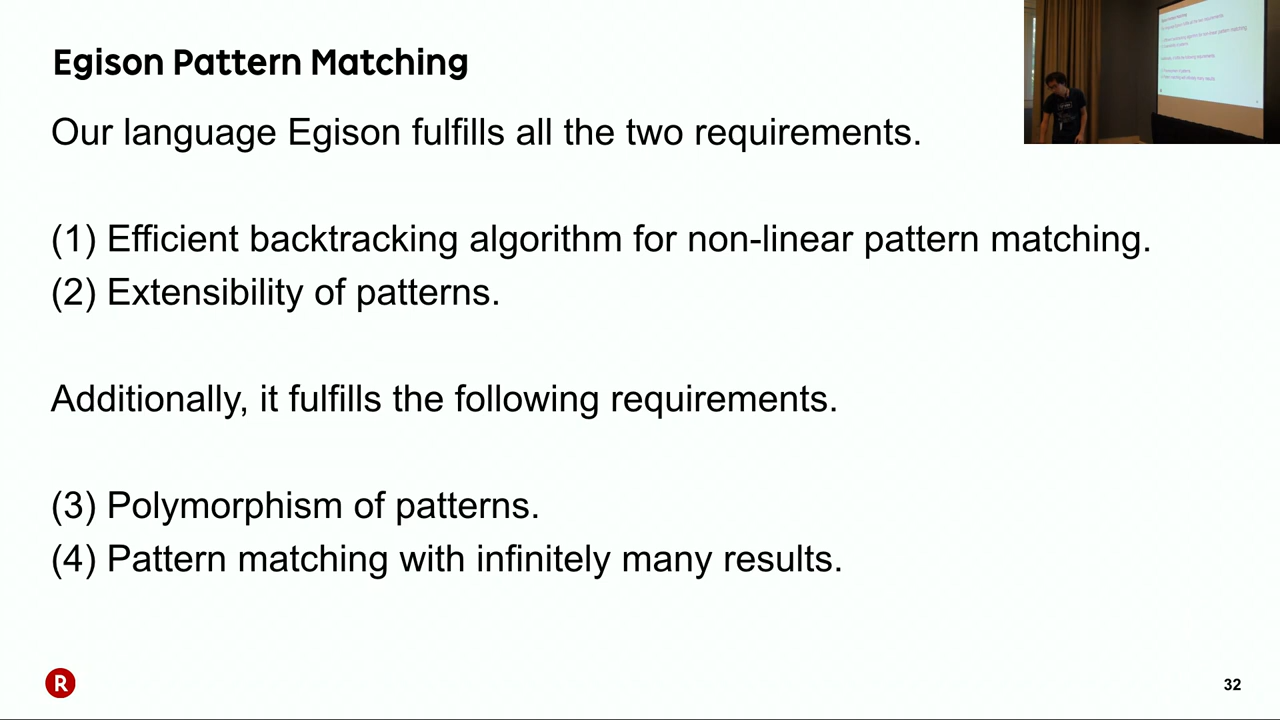 Egison Pattern Matching
Our language Egison fulfills all the two requirements.
(1) Efficient backtracking algorithm for non-linear pattern matching.
(2) Extensibility of patterns.
Additionally, it fulfills the following requirements.
(3) Polymorphism of patterns.
(4) Pattern matching with infinitely many results.
R
32